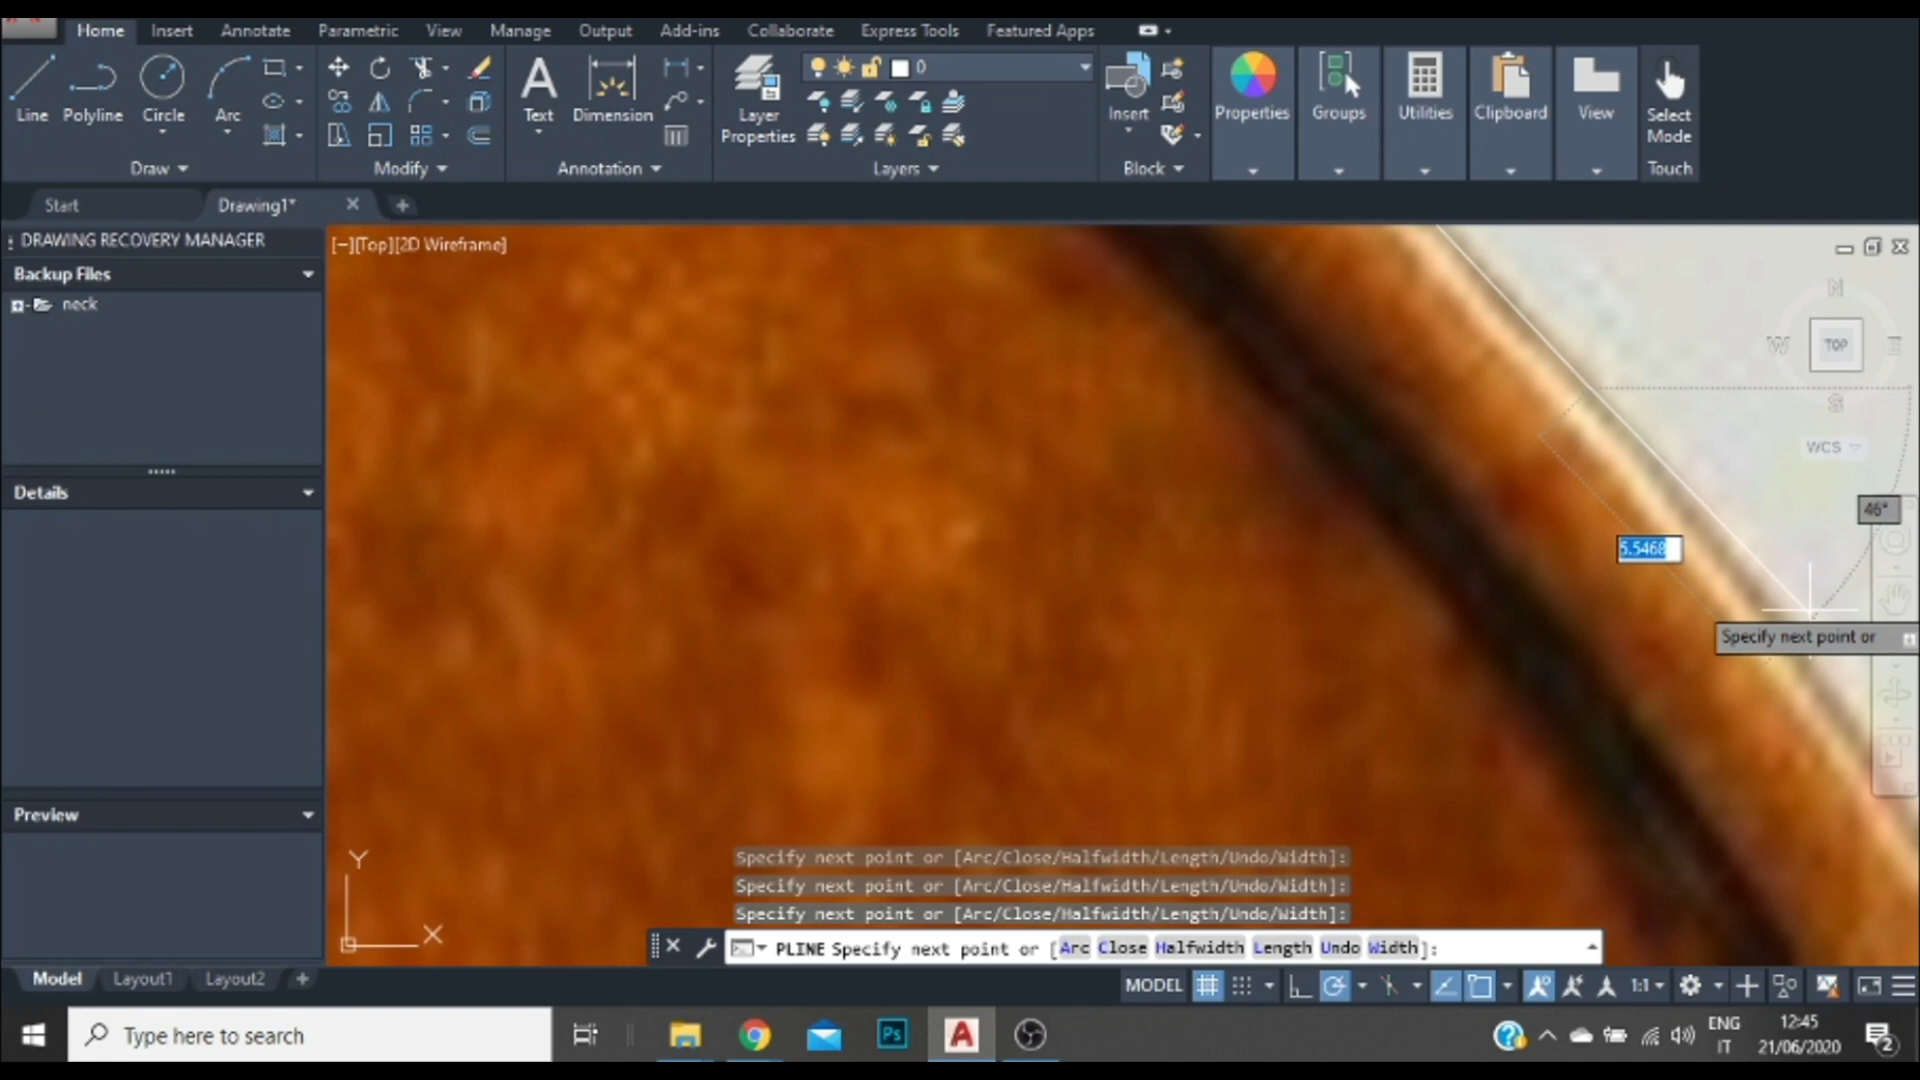 Home Insert Annotate Parametric View Manage Output Add-ins Collaborate Express Tools Featured Apps
0
Line Polyline Circle Arc
Text Dimension
Layer
Properties
Insert
Properties Groups Utilities Clipboard View
Select
Mode
Draw Modify Annotation Layers Block Touch
Start Drawing1*
DRAWING RECOVERY MANAGER
[−][Top][2D Wireframe]
Backup Files
neck
N
W TOP E
S
WCS
Details
46°
5.5468
Specify next point or
Preview
Y
X
Specify next point or [Arc/Close/Halfwidth/Length/Undo/Width]:
Specify next point or [Arc/Close/Halfwidth/Length/Undo/Width]:
Specify next point or [Arc/Close/Halfwidth/Length/Undo/Width]:
PLINE Specify next point or [Arc Close Halfwidth Length Undo Width]:
Model Layout1 Layout2
MODEL 1:1
Type here to search
Ps
A
ENG
IT
12:45
21/06/2020
2